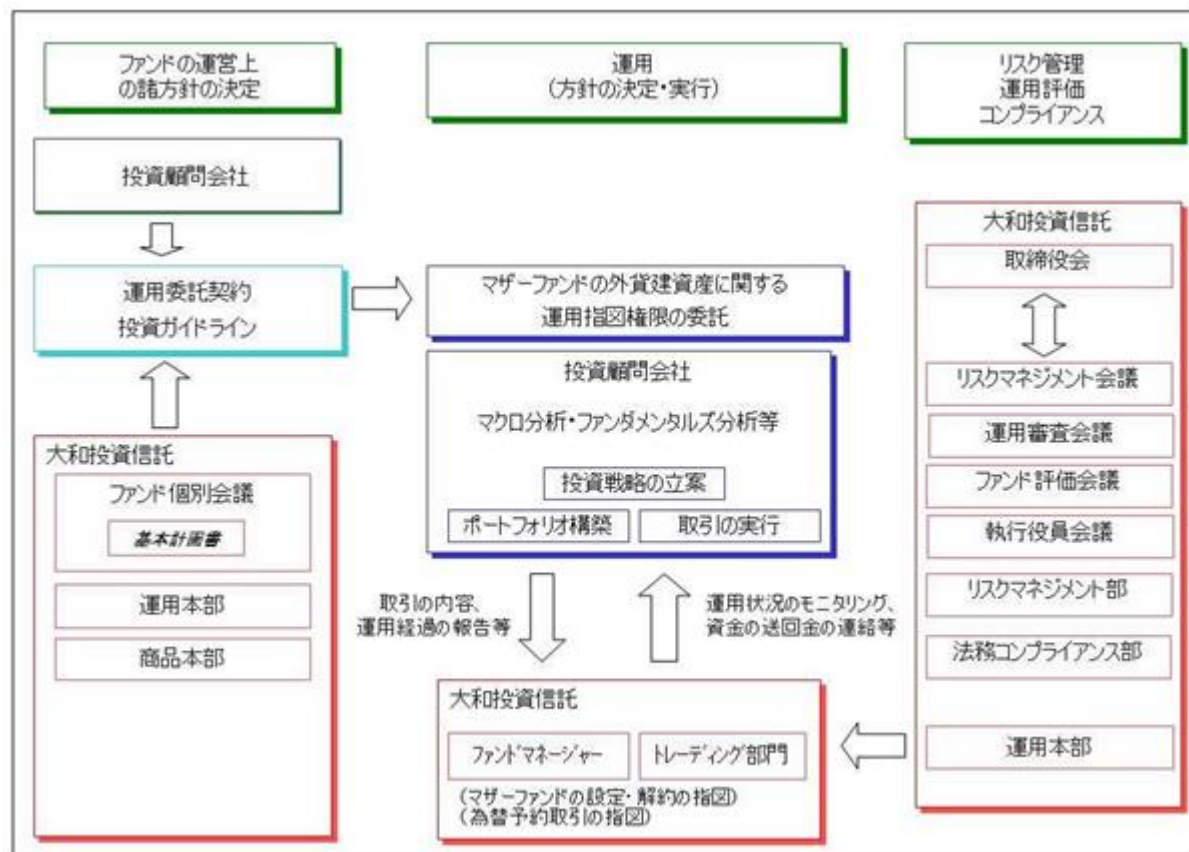 ファンドの運営上
の諸方針の決定
運用
(方針の決定・実行)
リスク管理
運用評価
コンプライアンス
投資顧問会社
運用委託契約
投資ガイドライン
マザーファンドの外貨建資産に関する
運用指図権限の委託
投資顧問会社
マクロ分析・ファンダメンタルズ分析等
投資戦略の立案
ポートフォリオ構築
取引の実行
大和投資信託
ファンド個別会議
基本計画書
運用本部
商品本部
取引の内容、
運用経過の報告等
運用状況のモニタリング、
資金の送回金の連絡等
大和投資信託
ファンドマネージャー
トレーディング部門
(マザーファンドの設定・解約の指図)
(為替予約取引の指図)
大和投資信託
取締役会
リスクマネジメント会議
運用審査会議
ファンド評価会議
執行役員会議
リスクマネジメント部
法務コンプライアンス部
運用本部